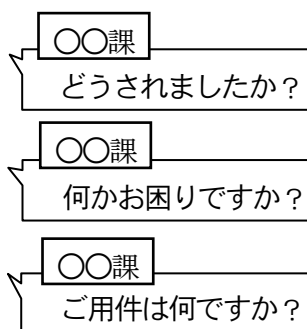 〇〇課
どうされましたか？
〇〇課
何かお困りですか？
〇〇課
ご用件は何ですか？